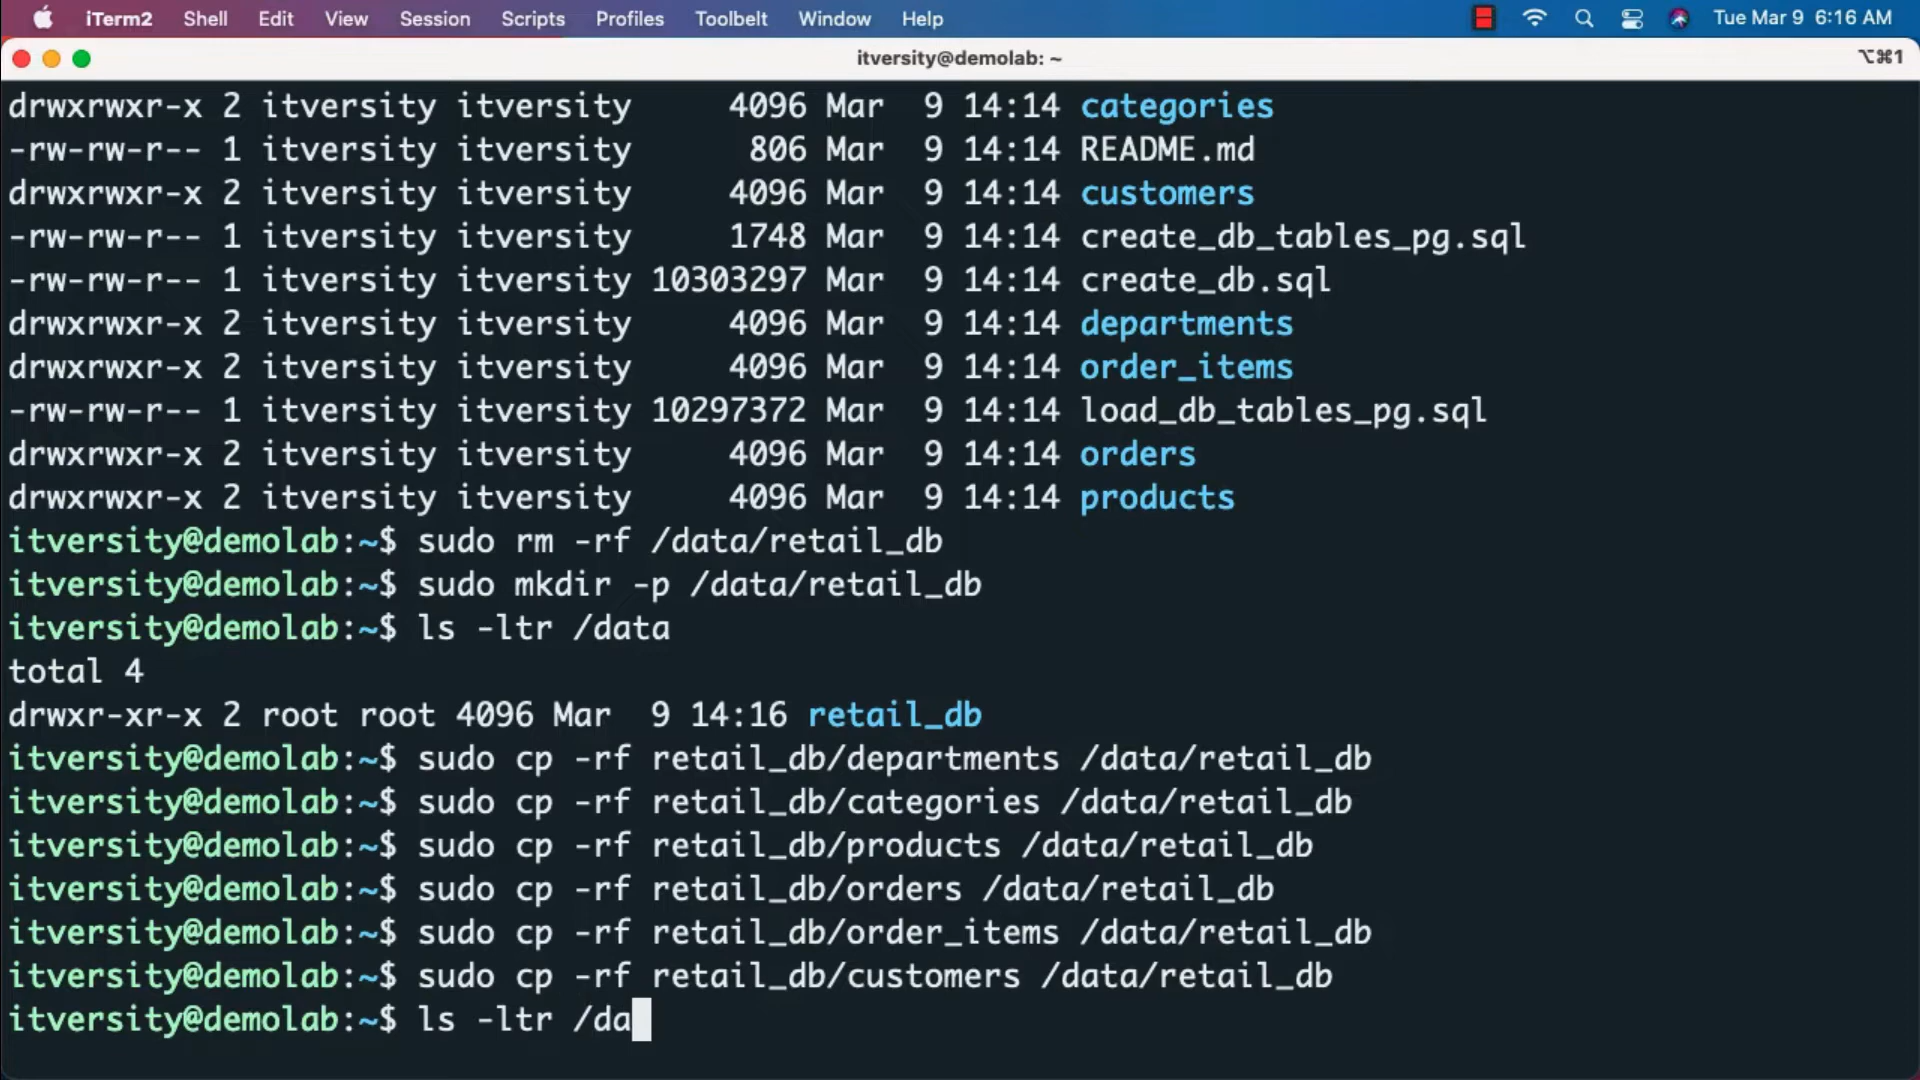 iTerm2 Shell Edit View Session Scripts Profiles Toolbelt Window Help Tue Mar 9 6:16 AM
itversity@demolab: ~ ⌥⌘1
drwxrwxr-x 2 itversity itversity     4096 Mar  9 14:14 categories
-rw-rw-r-- 1 itversity itversity      806 Mar  9 14:14 README.md
drwxrwxr-x 2 itversity itversity     4096 Mar  9 14:14 customers
-rw-rw-r-- 1 itversity itversity     1748 Mar  9 14:14 create_db_tables_pg.sql
-rw-rw-r-- 1 itversity itversity 10303297 Mar  9 14:14 create_db.sql
drwxrwxr-x 2 itversity itversity     4096 Mar  9 14:14 departments
drwxrwxr-x 2 itversity itversity     4096 Mar  9 14:14 order_items
-rw-rw-r-- 1 itversity itversity 10297372 Mar  9 14:14 load_db_tables_pg.sql
drwxrwxr-x 2 itversity itversity     4096 Mar  9 14:14 orders
drwxrwxr-x 2 itversity itversity     4096 Mar  9 14:14 products
itversity@demolab:~$ sudo rm -rf /data/retail_db
itversity@demolab:~$ sudo mkdir -p /data/retail_db
itversity@demolab:~$ ls -ltr /data
total 4
drwxr-xr-x 2 root root 4096 Mar  9 14:16 retail_db
itversity@demolab:~$ sudo cp -rf retail_db/departments /data/retail_db
itversity@demolab:~$ sudo cp -rf retail_db/categories /data/retail_db
itversity@demolab:~$ sudo cp -rf retail_db/products /data/retail_db
itversity@demolab:~$ sudo cp -rf retail_db/orders /data/retail_db
itversity@demolab:~$ sudo cp -rf retail_db/order_items /data/retail_db
itversity@demolab:~$ sudo cp -rf retail_db/customers /data/retail_db
itversity@demolab:~$ ls -ltr /da